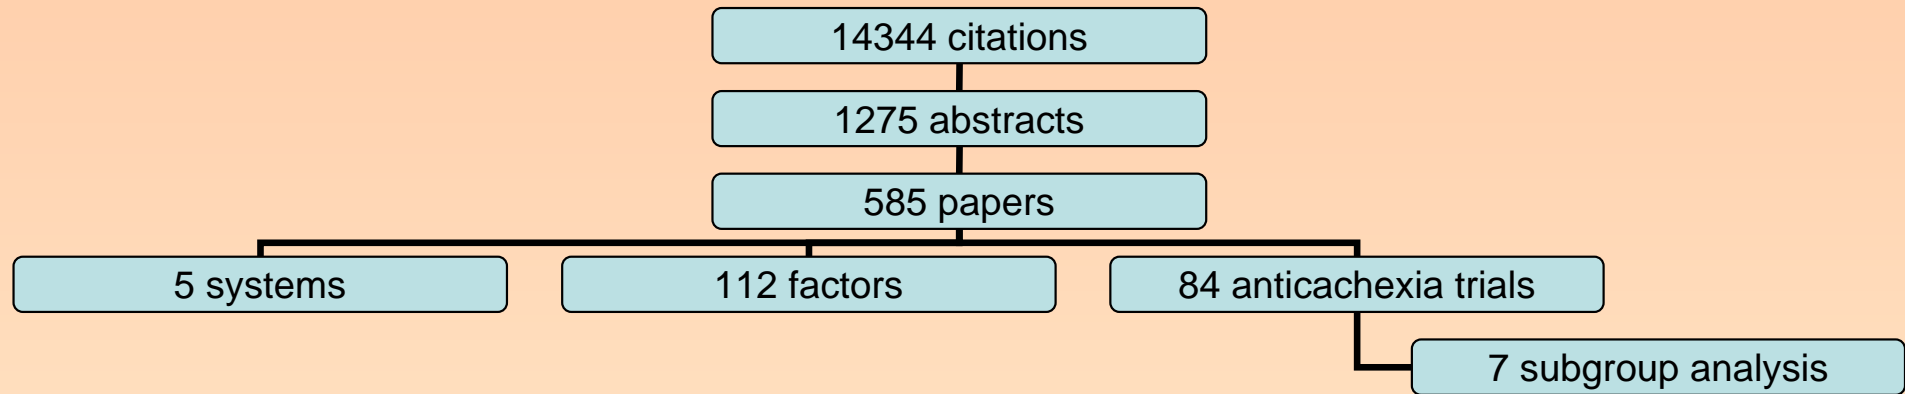 14344 citations
1275 abstracts
585 papers
5 systems
112 factors
84 anticachexia trials
7 subgroup analysis